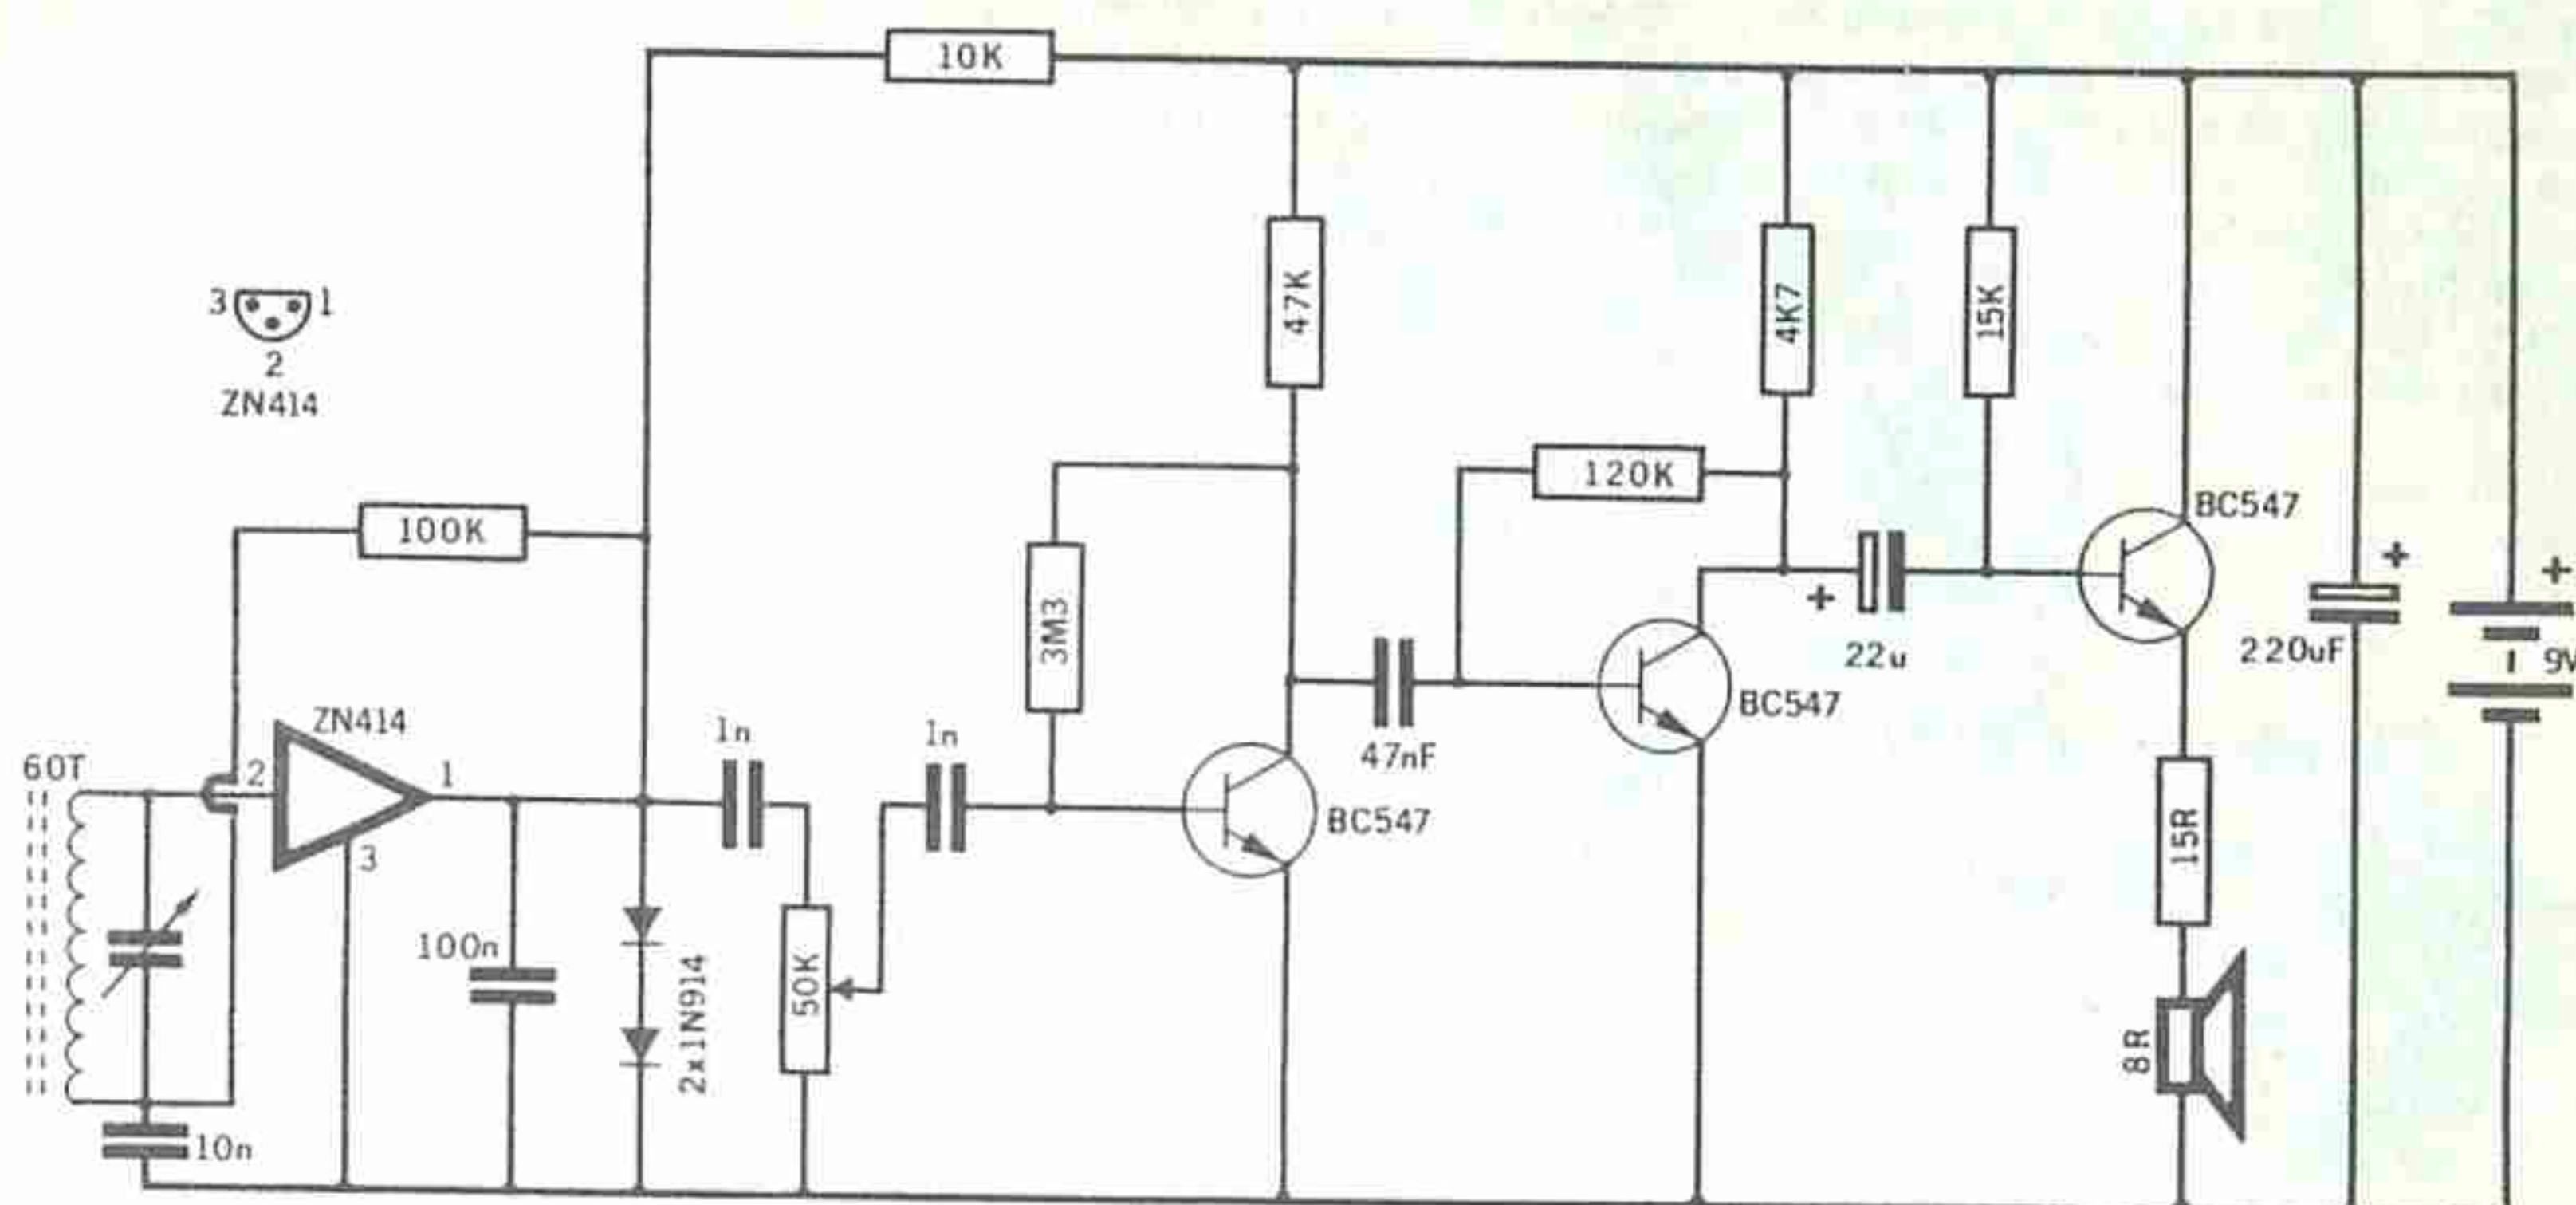 10K
47K
4K7
15K
3 1
2
ZN414
120K
BC547
100K
+
+
3M3
+
22u
220uF
9V
ZN414
1n
1n
BC547
47nF
60T
2
1
BC547
3
15R
100n
50K
2x1N914
8R
10n